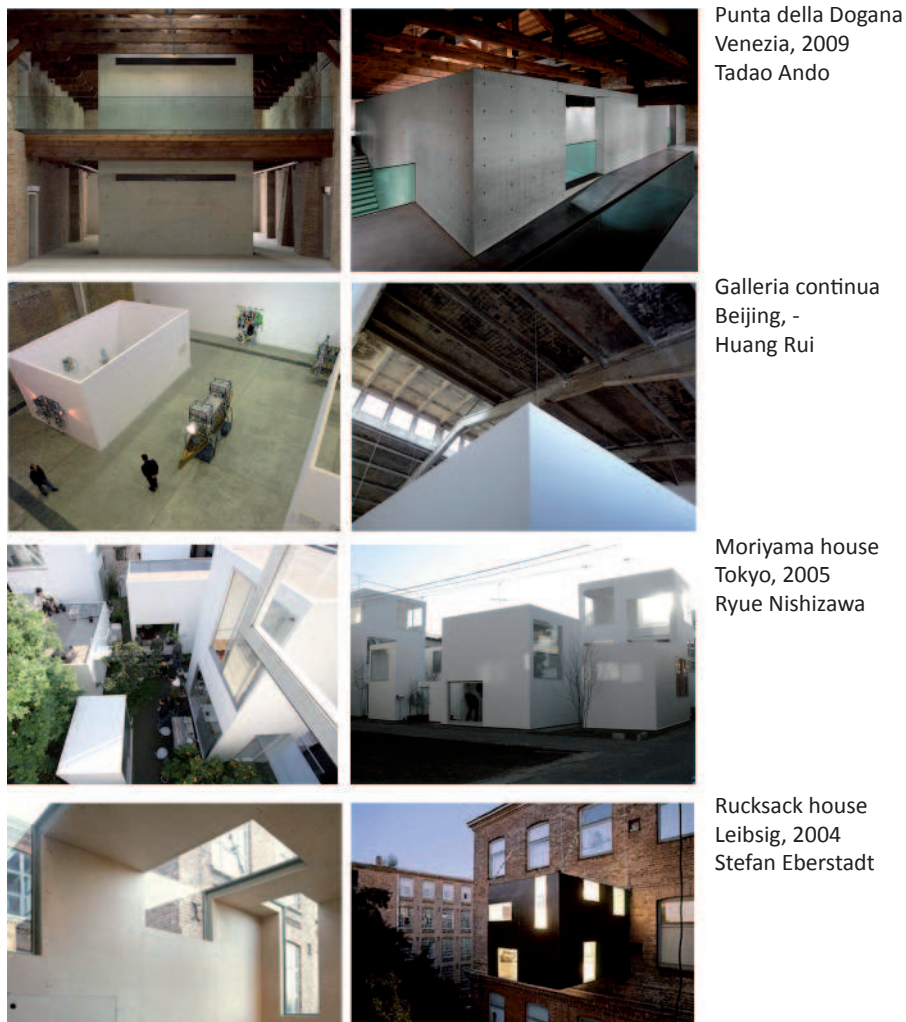 Punta della Dogana
Venezia, 2009
Tadao Ando
Galleria continua
Beijing, -
Huang Rui
Moriyama house
Tokyo, 2005
Ryue Nishizawa
Rucksack house
Leibsig, 2004
Stefan Eberstadt